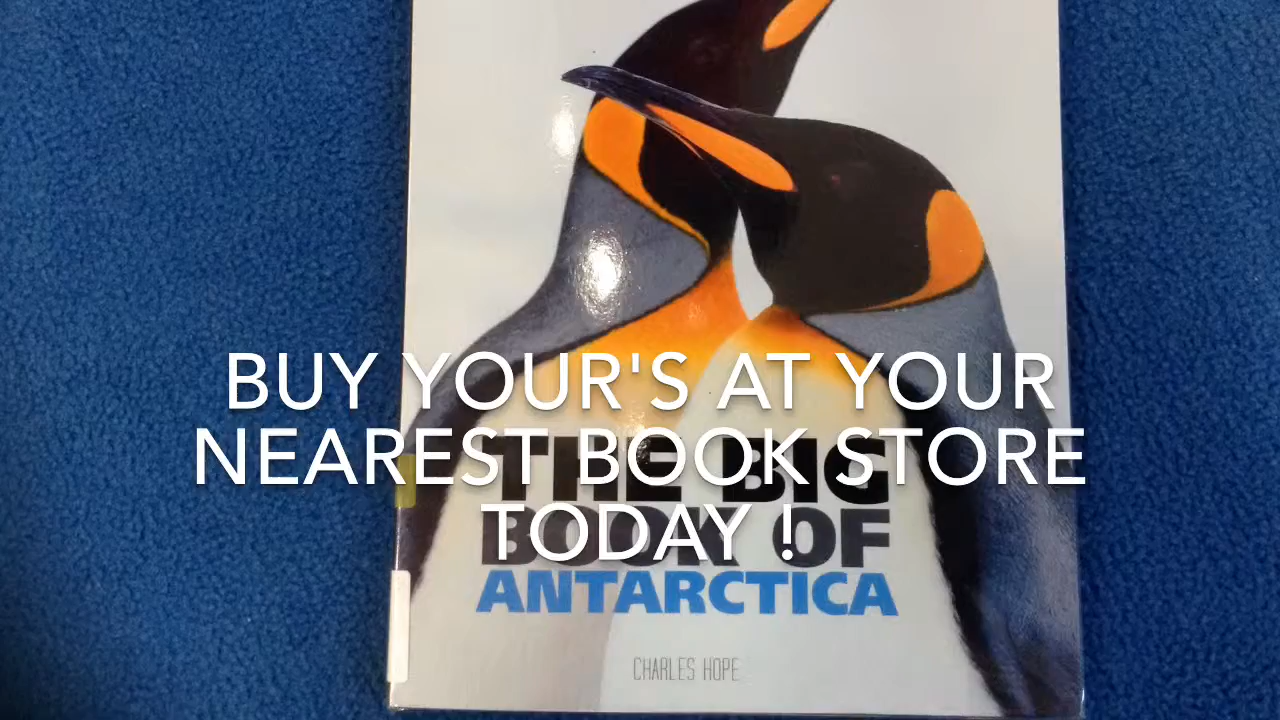 BUY YOUR'S AT YOUR
NEAREST BOOK STORE
TODAY !
THE BIG
BOOK OF
ANTARCTICA
CHARLES HOPE